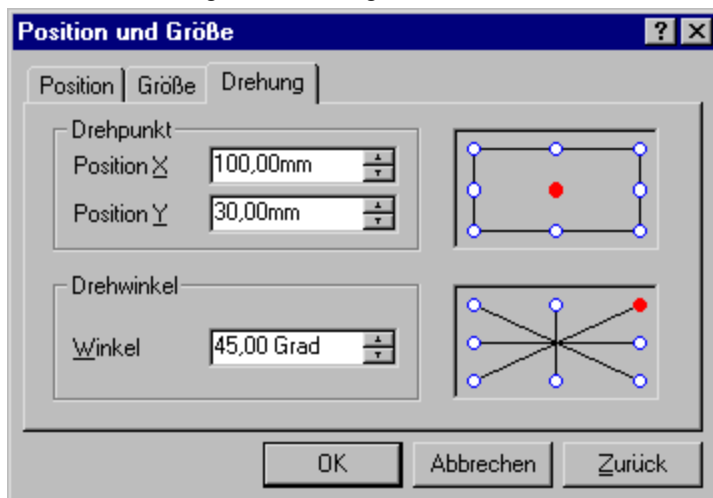 Position und Größe
Position Größe Drehung
Drehpunkt
Position X 100,00mm
Position Y 30,00mm
Drehwinkel
Winkel 45,00 Grad
OK Abbrechen Zurück